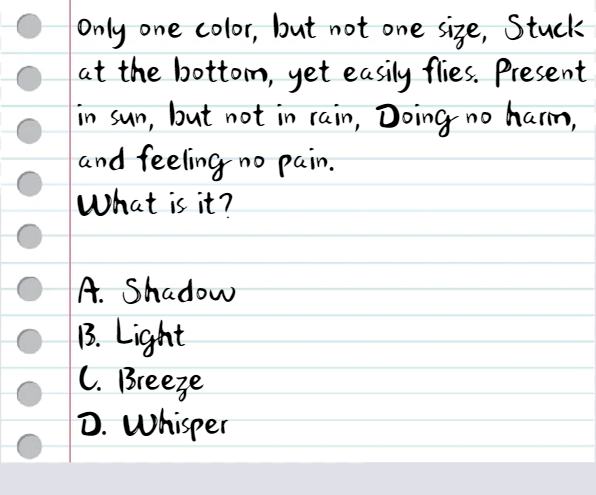 Only one color, but not one size, Stuck
at the bottom, yet easily flies. Present
in sun, but not in rain, Doing no harm,
and feeling no pain.
What is it?
A. Shadow
B. Light
C. Breeze
D. Whisper